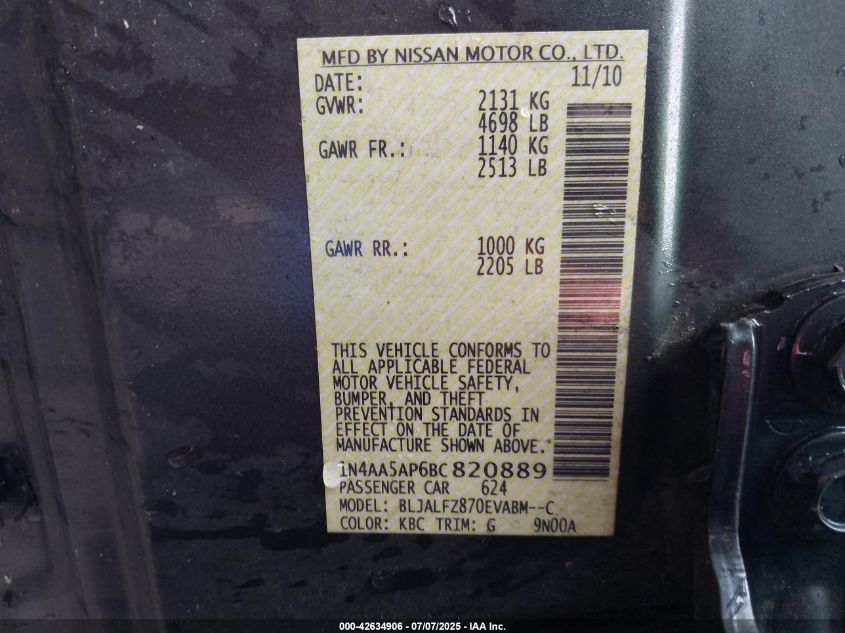 MFD BY NISSAN MOTOR CO., LTD.
DATE: 11/10
GVWR: 2131 KG
4698 LB
GAWR FR.: 1140 KG
2513 LB
GAWR RR.: 1000 KG
2205 LB
THIS VEHICLE CONFORMS TO
ALL APPLICABLE FEDERAL
MOTOR VEHICLE SAFETY,
BUMPER, AND THEFT
PREVENTION STANDARDS IN
EFFECT ON THE DATE OF
MANUFACTURE SHOWN ABOVE.
1N4AA5AP6BC820889
PASSENGER CAR 624
MODEL: BLJALFZ870EVABM--C
COLOR: KBC TRIM: G 9N00A
000-42634906 - 07/07/2025 - IAA Inc.